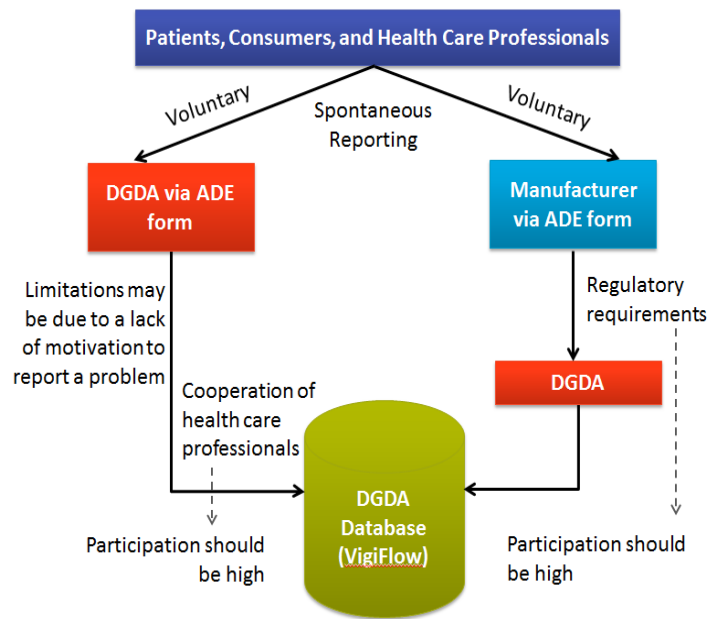 Patients, Consumers, and Health Care Professionals
Voluntary
Spontaneous
Reporting
Voluntary
DGDA via ADE
form
Manufacturer
via ADE form
Limitations may
be due to a lack
of motivation to
report a problem
Regulatory
requirements
DGDA
Cooperation of
health care
professionals
DGDA
Database
(VigiFlow)
Participation should
be high
Participation should
be high